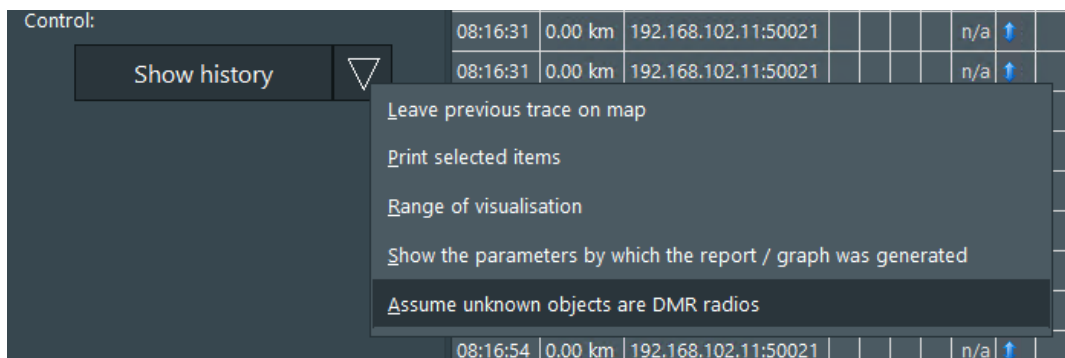 Control:
08:16:31 0.00 km 192.168.102.11:50021 n/a
Show history
08:16:31 0.00 km 192.168.102.11:50021 n/a
Leave previous trace on map
Print selected items
Range of visualisation
Show the parameters by which the report / graph was generated
Assume unknown objects are DMR radios
08:16:54 0.00 km 192.168.102.11:50021 n/a